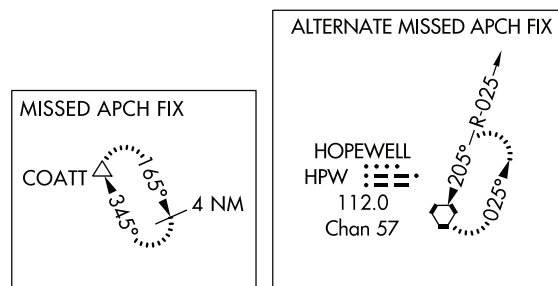 MISSED APCH FIX
COATT
165°
345°
4 NM
ALTERNATE MISSED APCH FIX
R-025
HOPEWELL
HPW
112.0
Chan 57
205°
025°